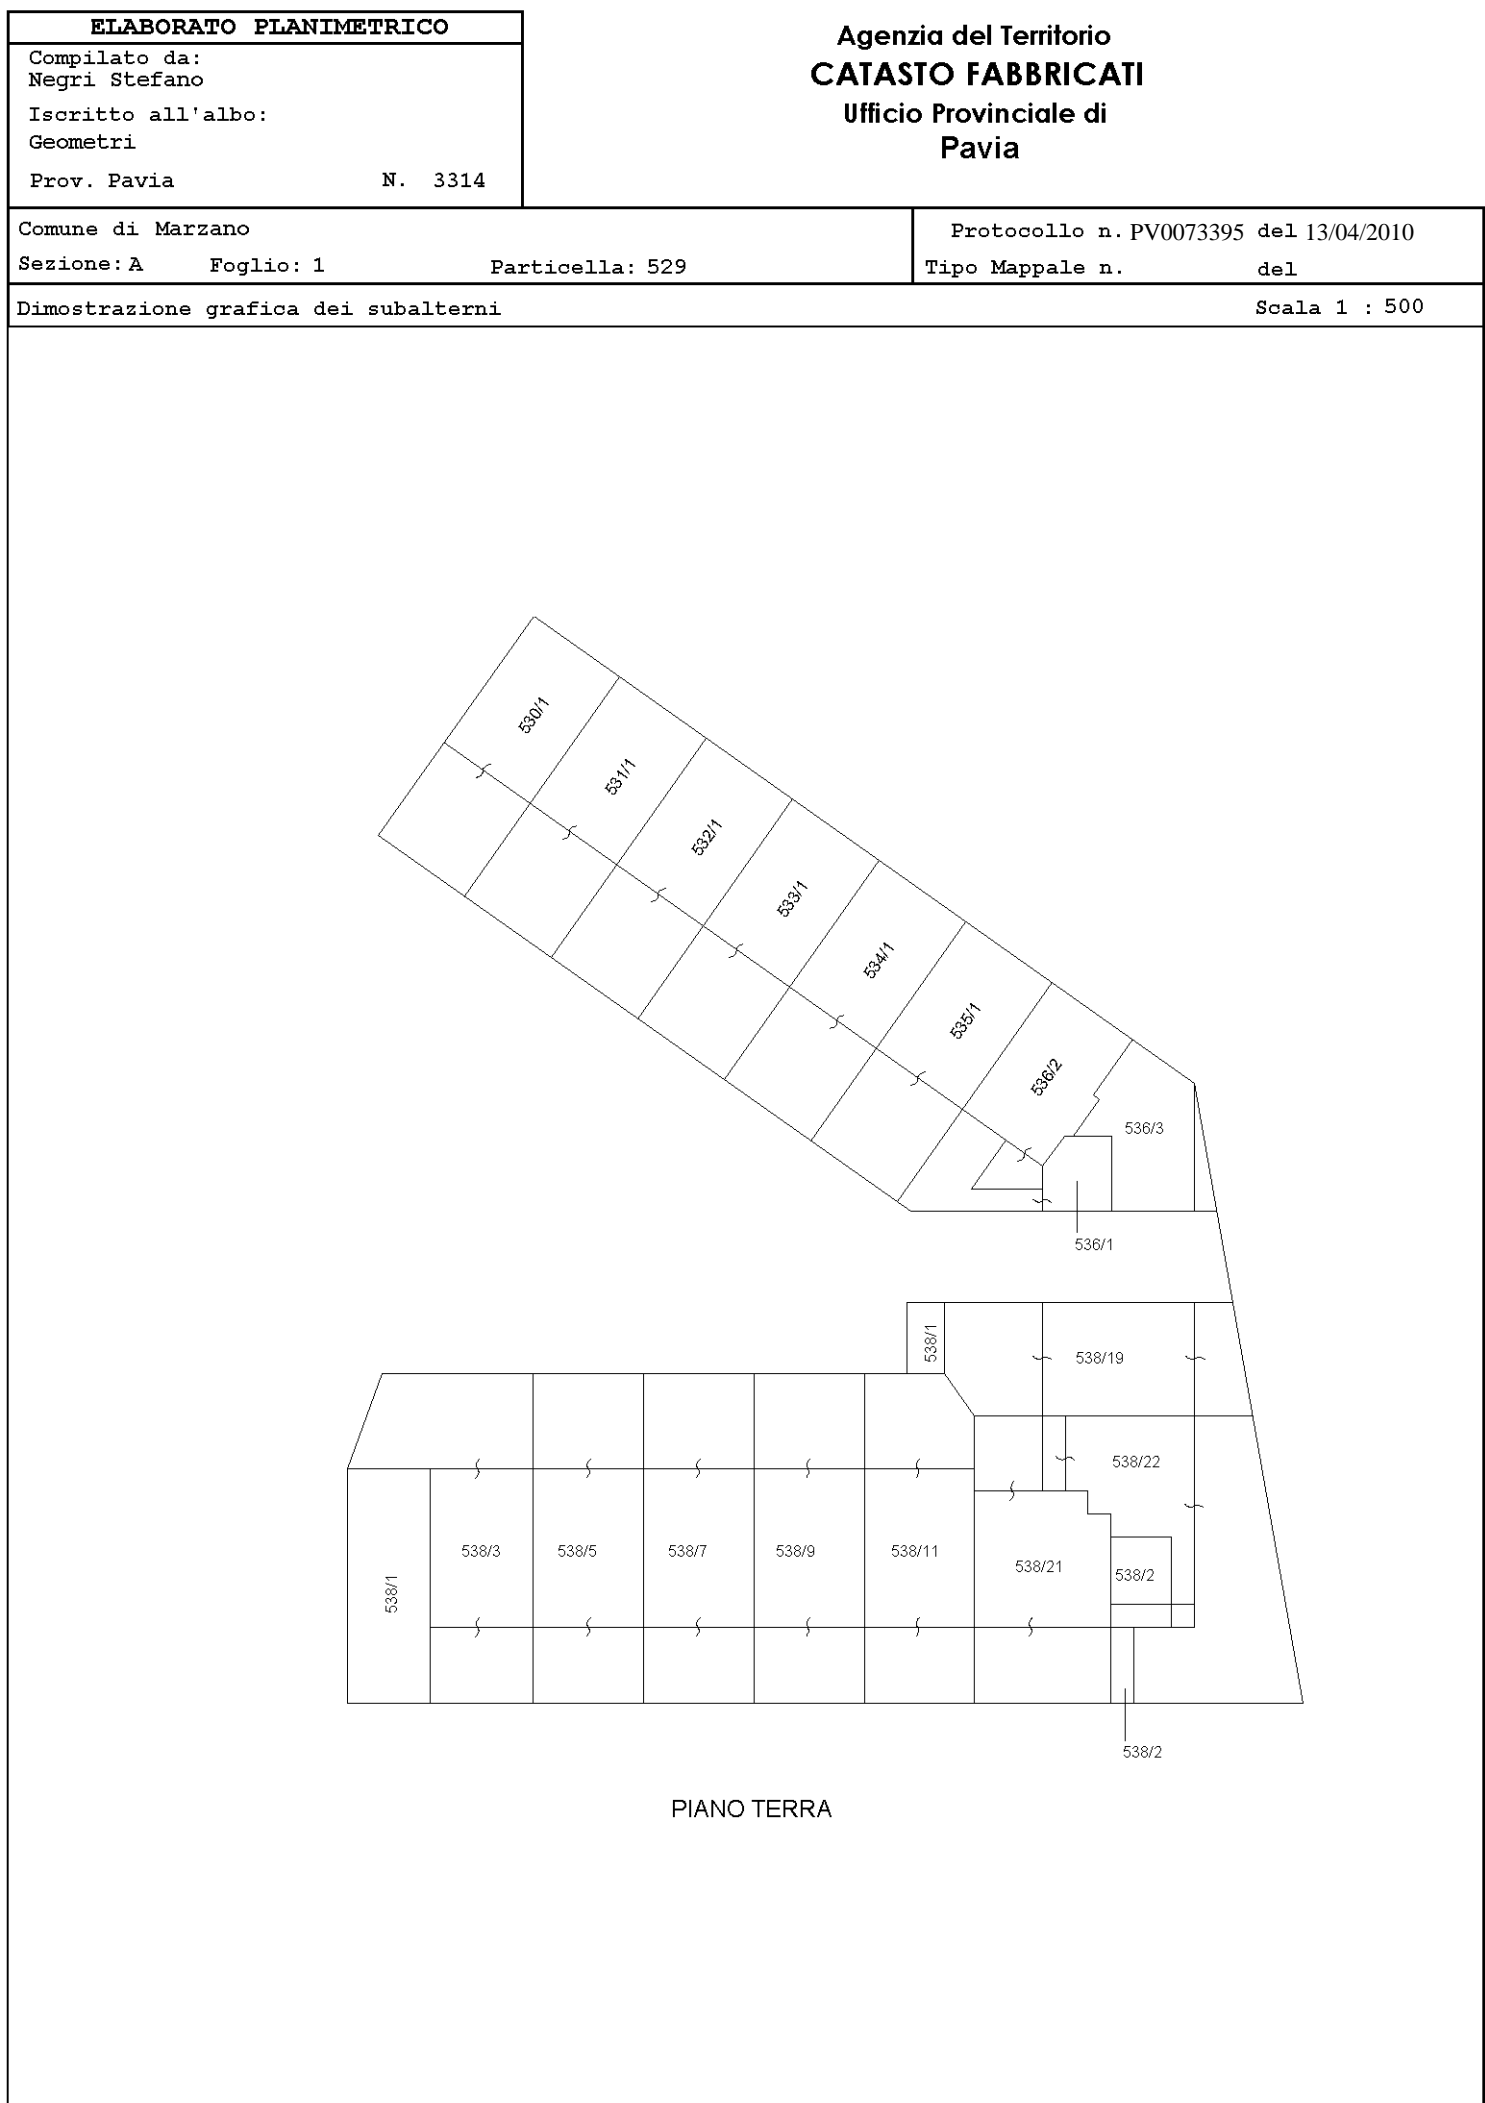 ELABORATO PLANIMETRICO
Compilato da:
Negri Stefano
Iscritto all'albo:
Geometri
Prov. Pavia N. 3314
Agenzia del Territorio
CATASTO FABBRICATI
Ufficio Provinciale di
Pavia
Comune di Marzano
Sezione: A Foglio: 1 Particella: 529
Protocollo n. PV0073395 del 13/04/2010
Tipo Mappale n. del
Dimostrazione grafica dei subalterni
Scala 1 : 500
530/1
531/1
532/1
533/1
534/1
535/1
536/2
536/3
536/1
538/1
538/19
538/22
538/3
538/5
538/7
538/9
538/11
538/21
538/2
538/1
538/2
PIANO TERRA